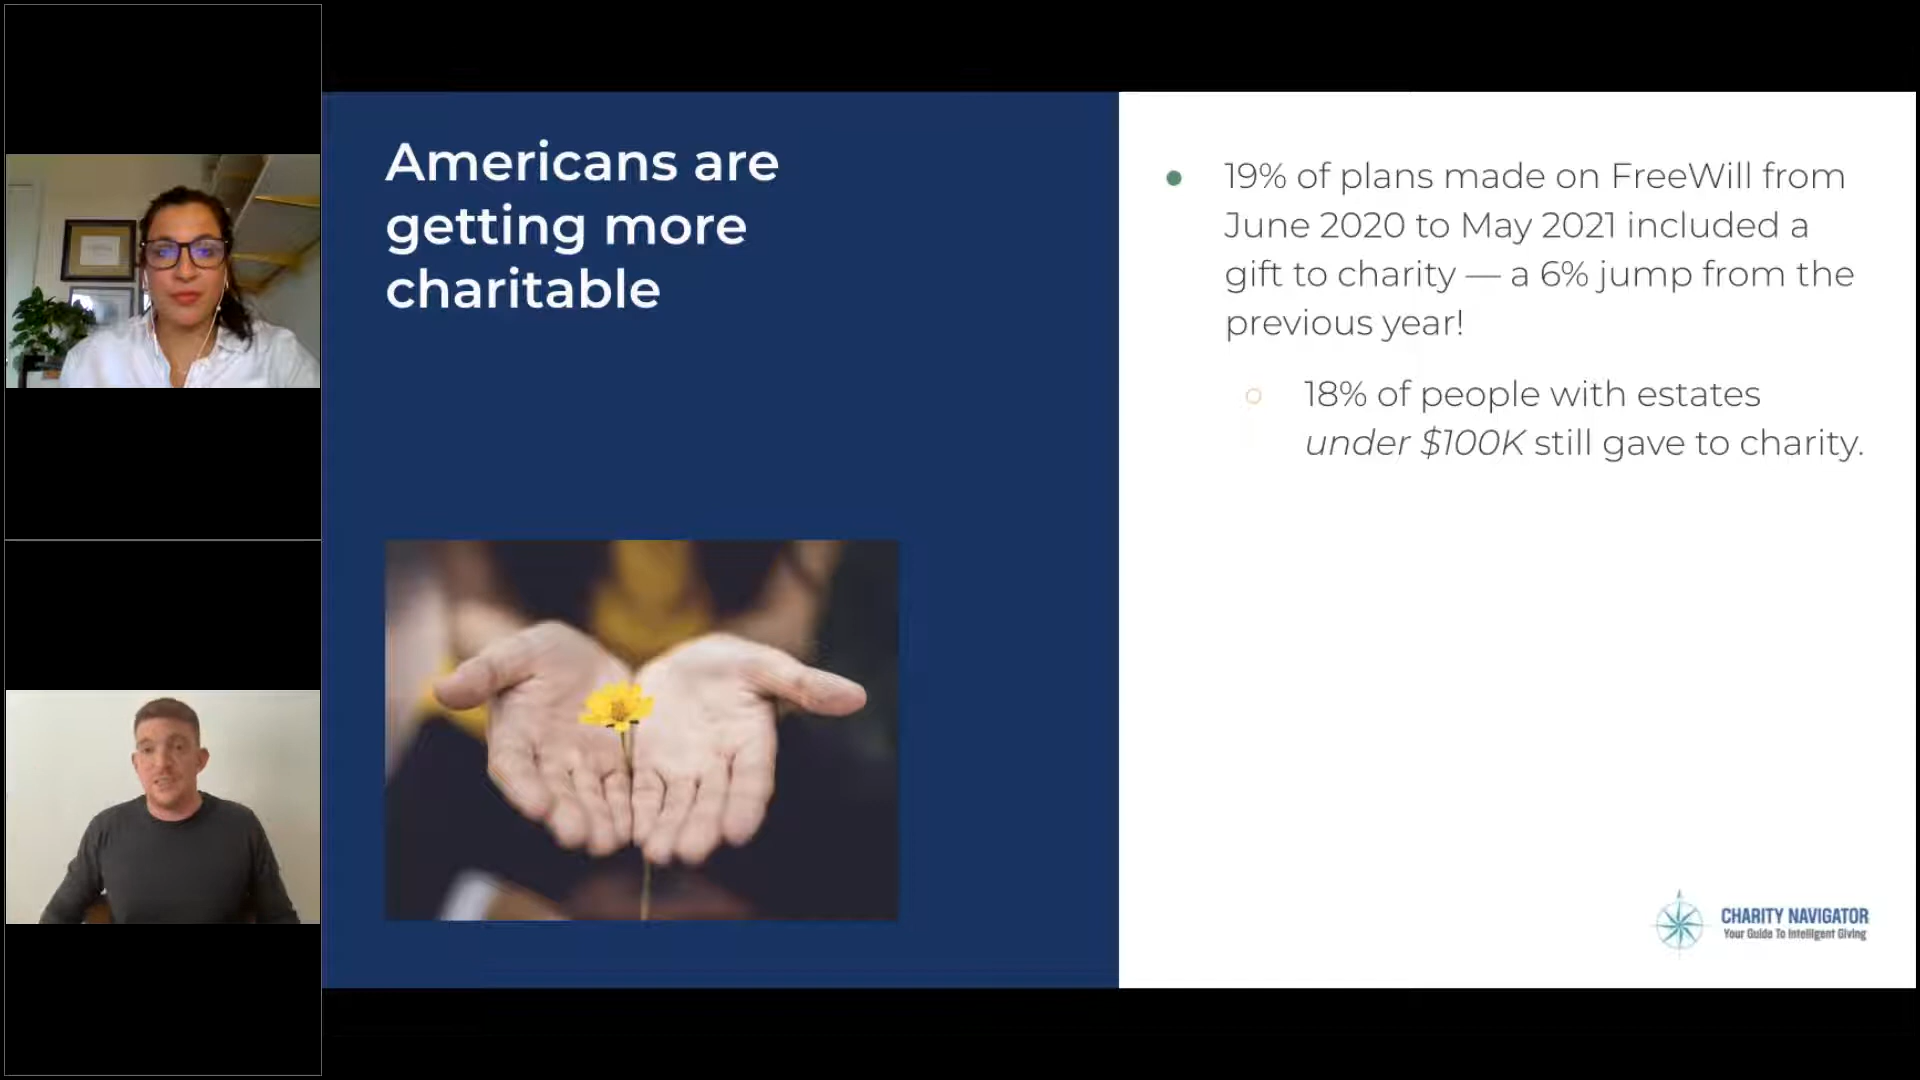 Americans are
getting more
charitable
19% of plans made on FreeWill from
June 2020 to May 2021 included a
gift to charity — a 6% jump from the
previous year!
18% of people with estates
under $100K still gave to charity.
CHARITY NAVIGATOR
Your Guide To Intelligent Giving